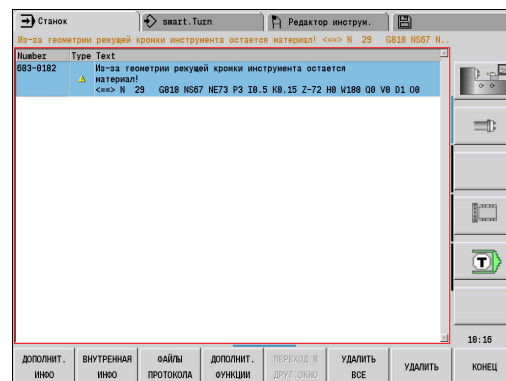 Станок
smart.Turn
Редактор инструм.
Из-за геометрии режущей кромки инструмента остается материал! <==> N 29 G810 NS67 N..
Number Type Text
603-0182 Из-за геометрии режущей кромки инструмента оста ется
материал!
<==> N 29 G810 NS67 NE73 P3 I0.5 K0.15 Z-72 H0 W180 Q0 V0 D1 O0
T
10:16
ДОПОЛНИТ. ИНФО
ВНУТРЕННАЯ ИНФО
ФАЙЛЫ ПРОТОКОЛА
ДОПОЛНИТ. ФУНКЦИИ
ПЕРЕХОД В ДРУГ.ОКНО
УДАЛИТЬ ВСЕ
УДАЛИТЬ
КОНЕЦ